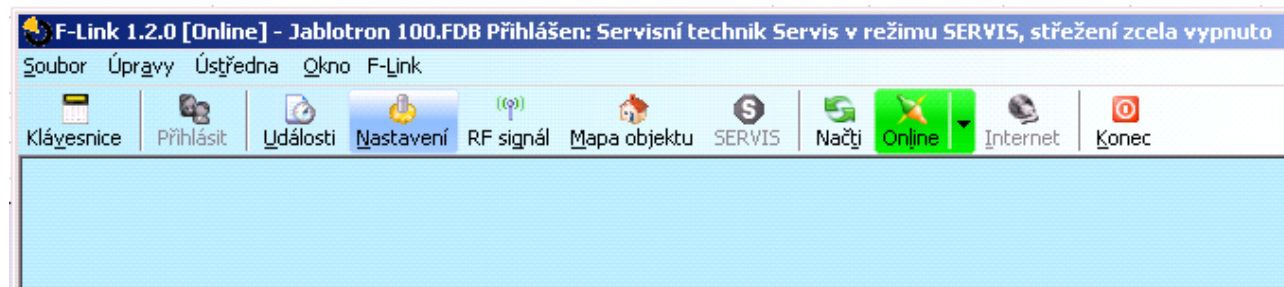 F-Link 1.2.0 [Online] - Jablotron 100.FDB Přihlášen: Servisní technik Servis v režimu SERVIS, střežení zcela vypnuto
Soubor Úpravy Ústředna Okno F-Link
Klávesnice Přihlásit Události Nastavení RF signál Mapa objektu SERVIS Načti Online Internet Konec